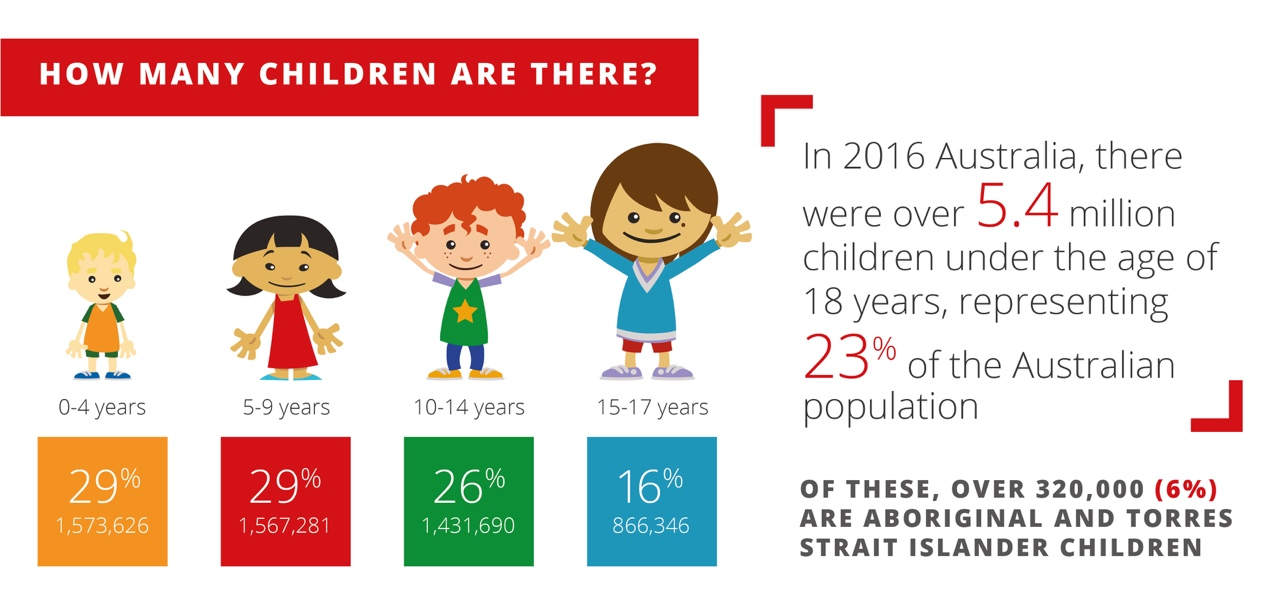 HOW MANY CHILDREN ARE THERE?
0-4 years
29%
1,573,626
5-9 years
29%
1,567,281
10-14 years
26%
1,431,690
15-17 years
16%
866,346
In 2016 Australia, there
were over 5.4 million
children under the age of
18 years, representing
23% of the Australian
population
OF THESE, OVER 320,000 (6%)
ARE ABORIGINAL AND TORRES
STRAIT ISLANDER CHILDREN